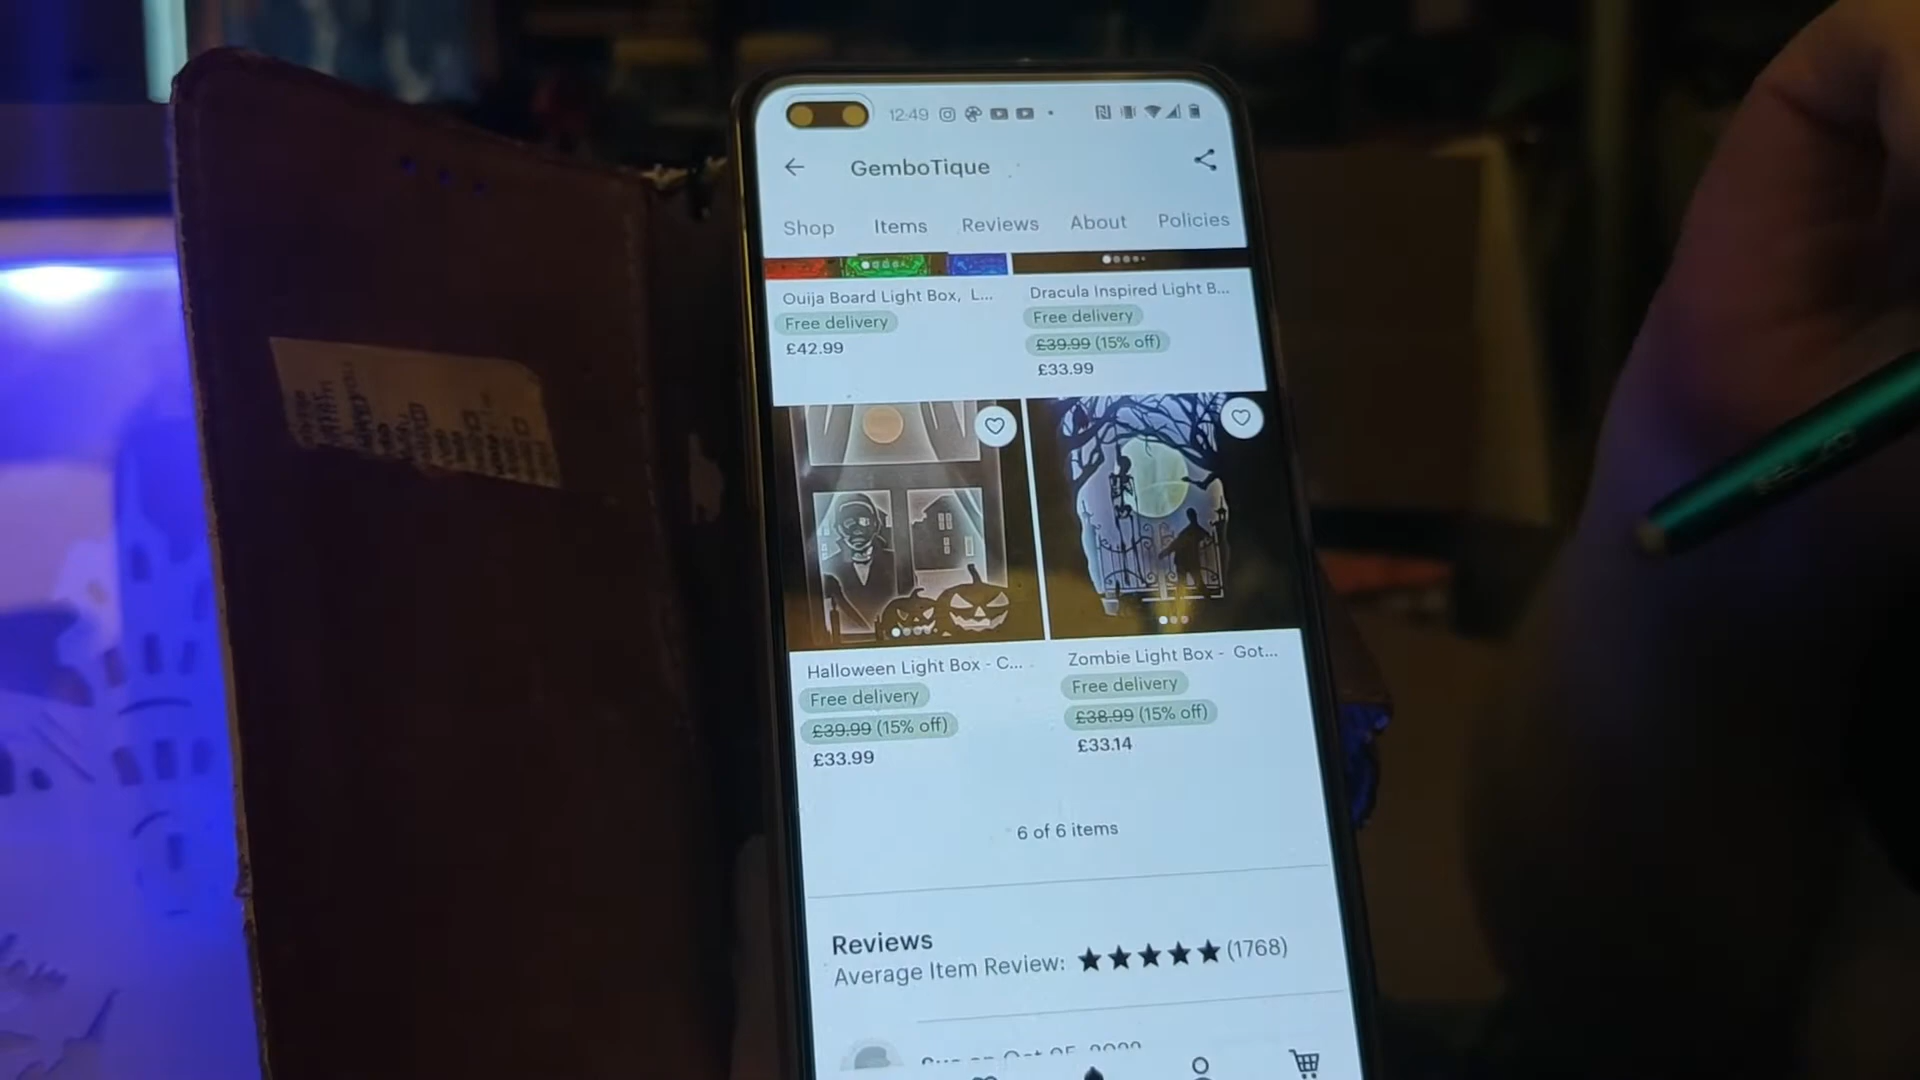 12:49
GemboTique
Shop Items Reviews About Policies
Ouija Board Light Box, L...
Free delivery
£42.99
Dracula Inspired Light B...
Free delivery
£39.99 (15% off)
£33.99
Halloween Light Box - C...
Free delivery
£39.99 (15% off)
£33.99
Zombie Light Box - Got...
Free delivery
£38.99 (15% off)
£33.14
6 of 6 items
Reviews
Average Item Review: ★★★★★ (1768)